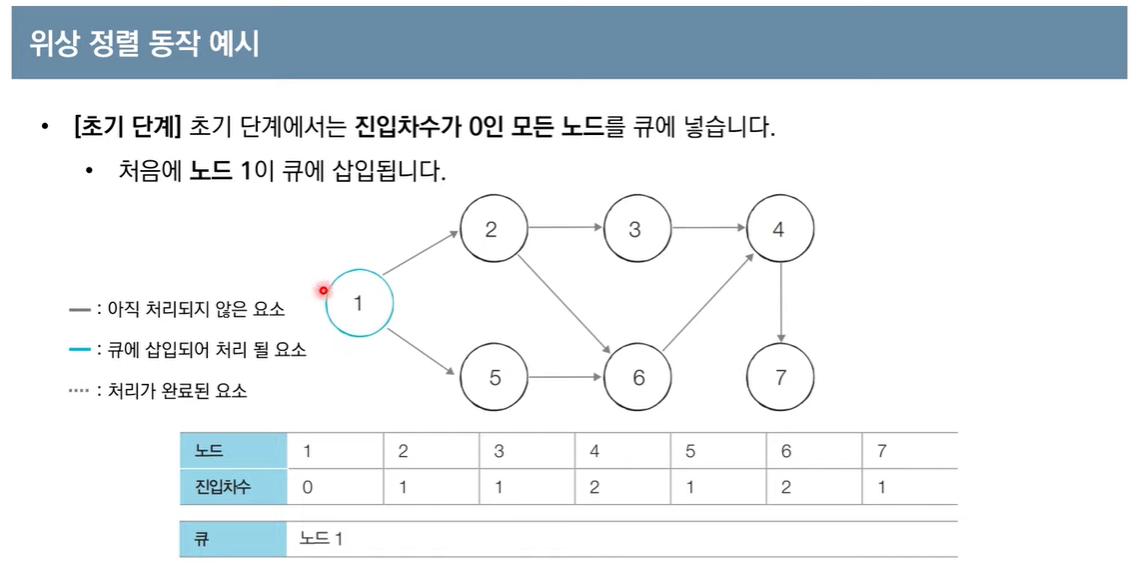 위상 정렬 동작 예시
• [초기 단계] 초기 단계에서는 진입차수가 0인 모든 노드를 큐에 넣습니다.
• 처음에 노드 1이 큐에 삽입됩니다.
2 3 4
1
: 아직 처리되지 않은 요소
: 큐에 삽입되어 처리 될 요소
5 6 7
: 처리가 완료된 요소
노드 1 2 3 4 5 6 7
진입차수 0 1 1 2 1 2 1
큐 노드 1